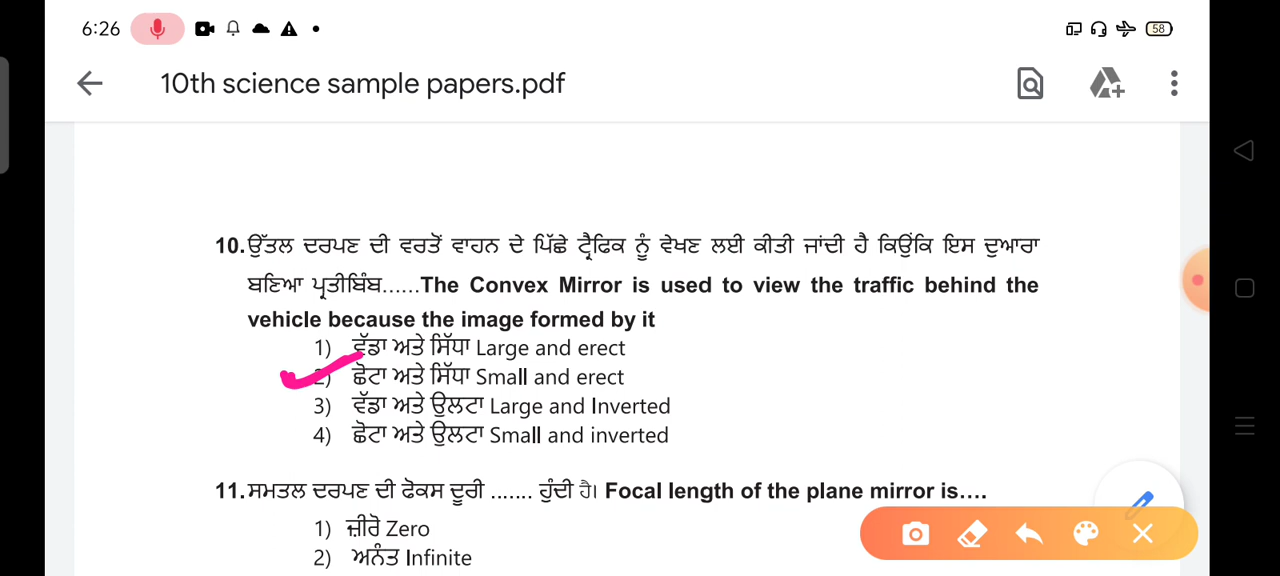 6:26 58
10th science sample papers.pdf
10. ਉੱਤਲ ਦਰਪਣ ਦੀ ਵਰਤੋਂ ਵਾਹਨ ਦੇ ਪਿੱਛੇ ਟ੍ਰੈਫਿਕ ਨੂੰ ਵੇਖਣ ਲਈ ਕੀਤੀ ਜਾਂਦੀ ਹੈ ਕਿਉਂਕਿ ਇਸ ਦੁਆਰਾ
ਬਣਿਆ ਪ੍ਰਤੀਬਿੰਬ......The Convex Mirror is used to view the traffic behind the
vehicle because the image formed by it
1) ਵੱਡਾ ਅਤੇ ਸਿੱਧਾ Large and erect
2) ਛੋਟਾ ਅਤੇ ਸਿੱਧਾ Small and erect
3) ਵੱਡਾ ਅਤੇ ਉਲਟਾ Large and Inverted
4) ਛੋਟਾ ਅਤੇ ਉਲਟਾ Small and inverted
11. ਸਮਤਲ ਦਰਪਣ ਦੀ ਫੋਕਸ ਦੂਰੀ ....... ਹੁੰਦੀ ਹੈ। Focal length of the plane mirror is....
1) ਜ਼ੀਰੋ Zero
2) ਅਨੰਤ Infinite